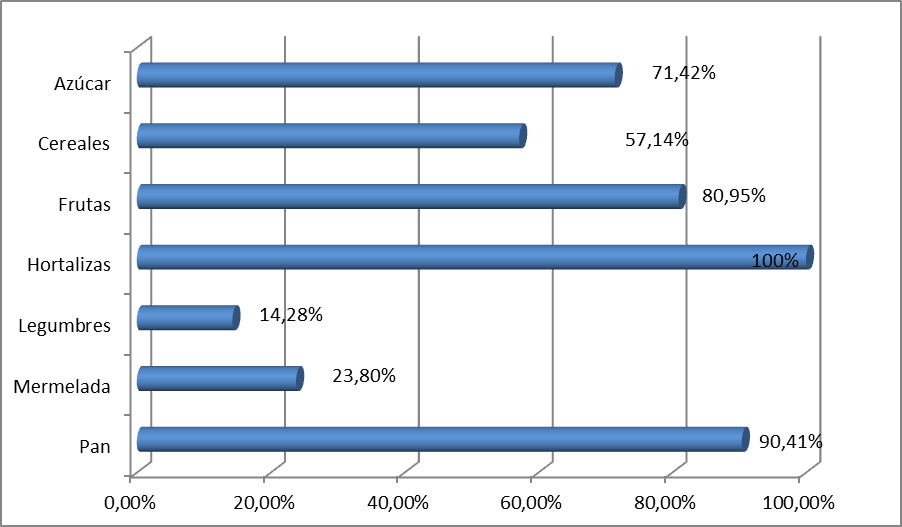 Azúcar 71,42%
Cereales 57,14%
Frutas 80,95%
Hortalizas 100%
Legumbres 14,28%
Mermelada 23,80%
Pan 90,41%
0,00% 20,00% 40,00% 60,00% 80,00% 100,00%